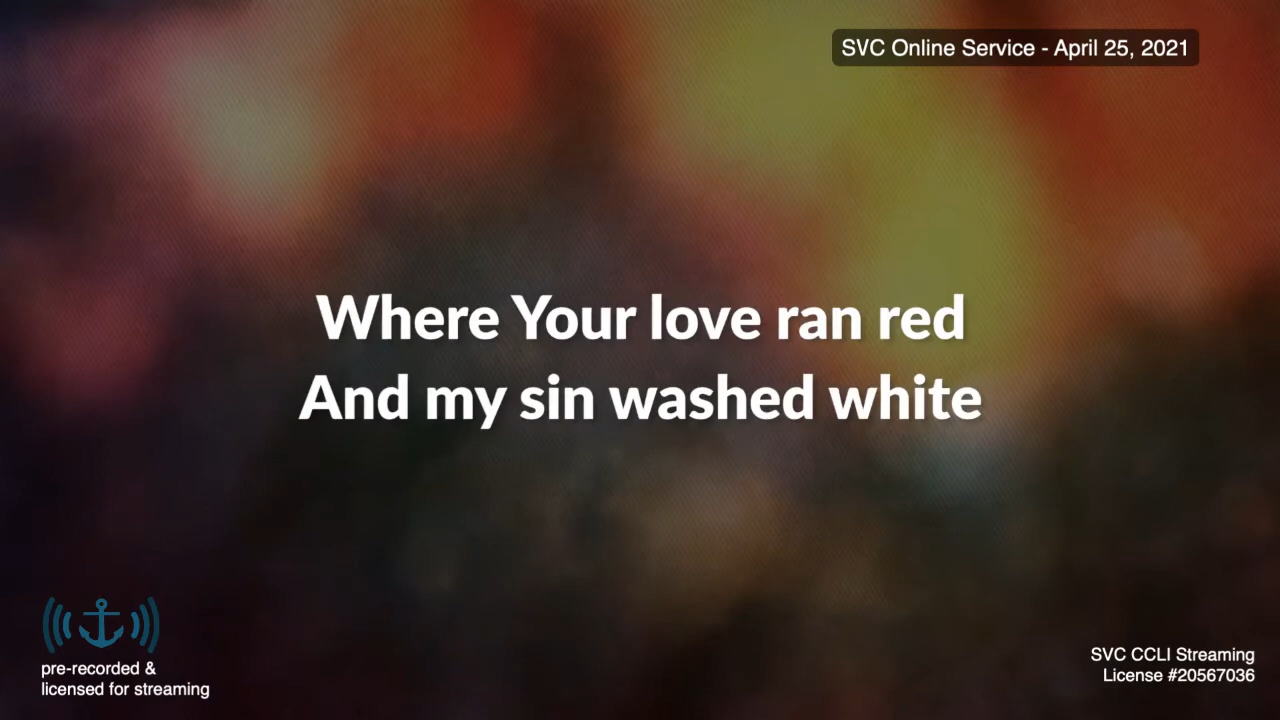 SVC Online Service - April 25, 2021
Where Your love ran red
And my sin washed white
pre-recorded &
licensed for streaming
SVC CCLI Streaming
License #20567036